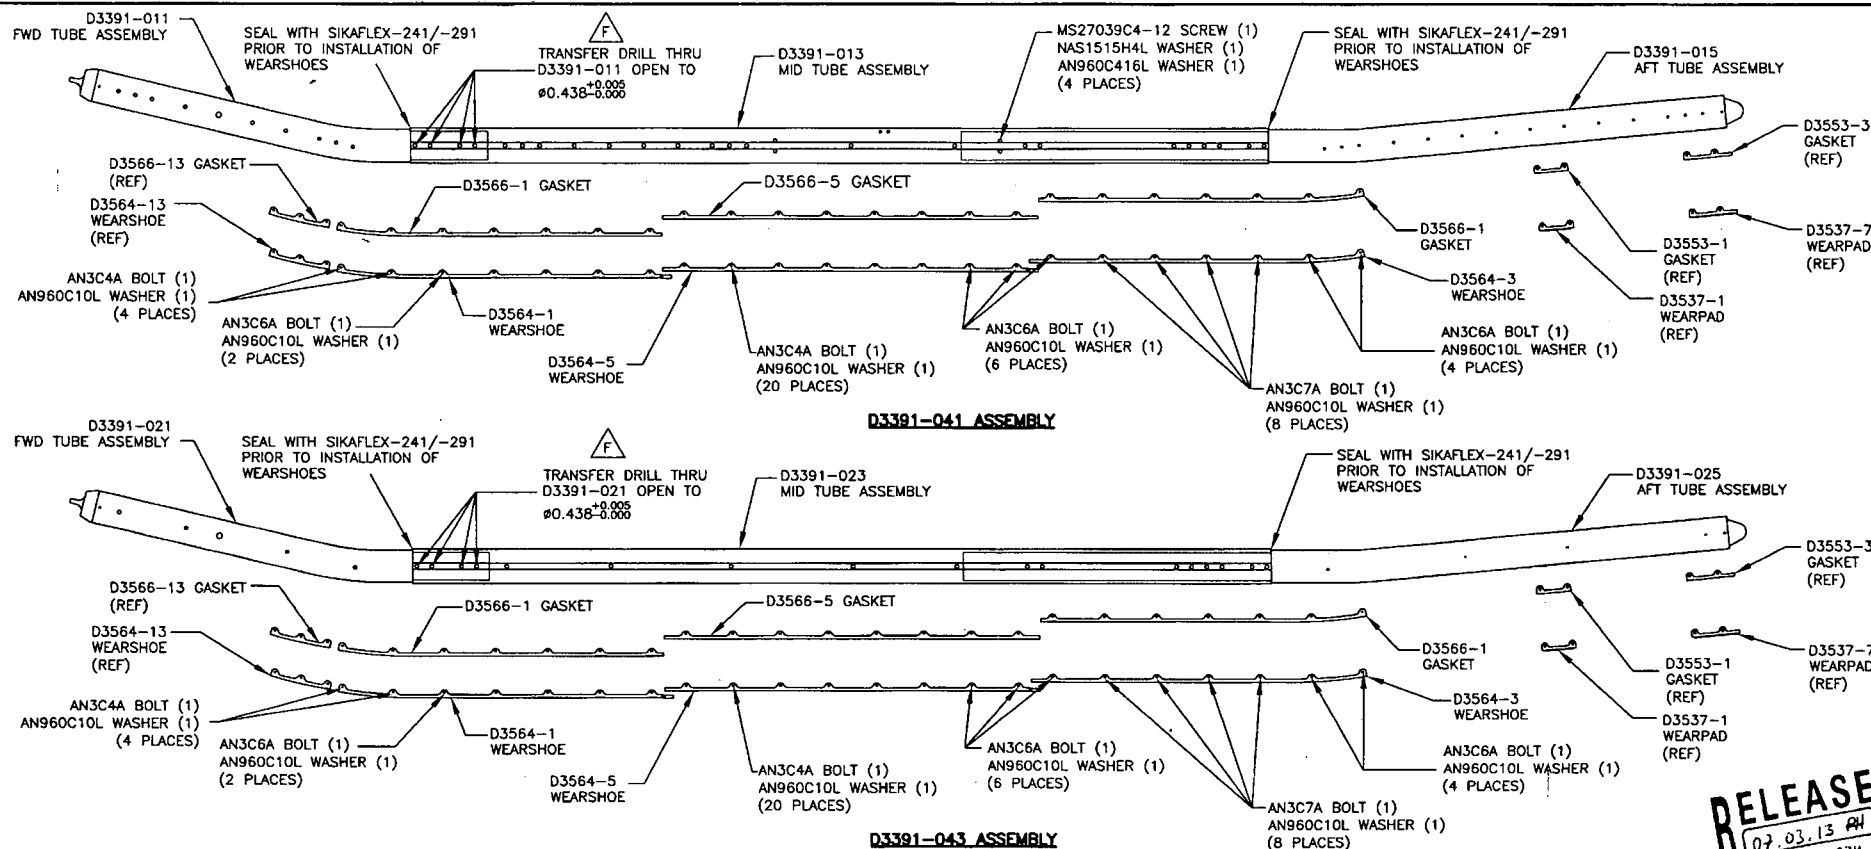 D3391-011
FWD TUBE ASSEMBLY
SEAL WITH SIKAFLEX-241/-291
PRIOR TO INSTALLATION OF
WEARSHOES
F
TRANSFER DRILL THRU
D3391-011 OPEN TO
ø0.438+0.005-0.000
D3391-013
MID TUBE ASSEMBLY
MS27039C4-12 SCREW (1)
NAS1515H4L WASHER (1)
AN960C416L WASHER (1)
(4 PLACES)
SEAL WITH SIKAFLEX-241/-291
PRIOR TO INSTALLATION OF
WEARSHOES
D3391-015
AFT TUBE ASSEMBLY
D3553-3
GASKET
(REF)
D3566-13 GASKET
(REF)
D3566-1 GASKET
D3566-5 GASKET
D3564-13
WEARSHOE
(REF)
D3566-1
GASKET
D3553-1
GASKET
(REF)
D3537-7
WEARPAD
(REF)
AN3C4A BOLT (1)
AN960C10L WASHER (1)
(4 PLACES)
D3564-3
WEARSHOE
D3537-1
WEARPAD
(REF)
AN3C6A BOLT (1)
AN960C10L WASHER (1)
(2 PLACES)
D3564-1
WEARSHOE
D3564-5
WEARSHOE
AN3C4A BOLT (1)
AN960C10L WASHER (1)
(20 PLACES)
AN3C6A BOLT (1)
AN960C10L WASHER (1)
(6 PLACES)
AN3C7A BOLT (1)
AN960C10L WASHER (1)
(8 PLACES)
AN3C6A BOLT (1)
AN960C10L WASHER (1)
(4 PLACES)
D3391-041 ASSEMBLY
D3391-021
FWD TUBE ASSEMBLY
SEAL WITH SIKAFLEX-241/-291
PRIOR TO INSTALLATION OF
WEARSHOES
F
TRANSFER DRILL THRU
D3391-021 OPEN TO
ø0.438+0.005-0.000
D3391-023
MID TUBE ASSEMBLY
SEAL WITH SIKAFLEX-241/-291
PRIOR TO INSTALLATION OF
WEARSHOES
D3391-025
AFT TUBE ASSEMBLY
D3553-3
GASKET
(REF)
D3566-13 GASKET
(REF)
D3566-1 GASKET
D3566-5 GASKET
D3564-13
WEARSHOE
(REF)
D3566-1
GASKET
D3553-1
GASKET
(REF)
D3537-7
WEARPAD
(REF)
AN3C4A BOLT (1)
AN960C10L WASHER (1)
(4 PLACES)
D3564-3
WEARSHOE
D3537-1
WEARPAD
(REF)
AN3C6A BOLT (1)
AN960C10L WASHER (1)
(2 PLACES)
D3564-1
WEARSHOE
D3564-5
WEARSHOE
AN3C4A BOLT (1)
AN960C10L WASHER (1)
(20 PLACES)
AN3C6A BOLT (1)
AN960C10L WASHER (1)
(6 PLACES)
AN3C7A BOLT (1)
AN960C10L WASHER (1)
(8 PLACES)
AN3C6A BOLT (1)
AN960C10L WASHER (1)
(4 PLACES)
D3391-043 ASSEMBLY
RELEASE
07.03.13